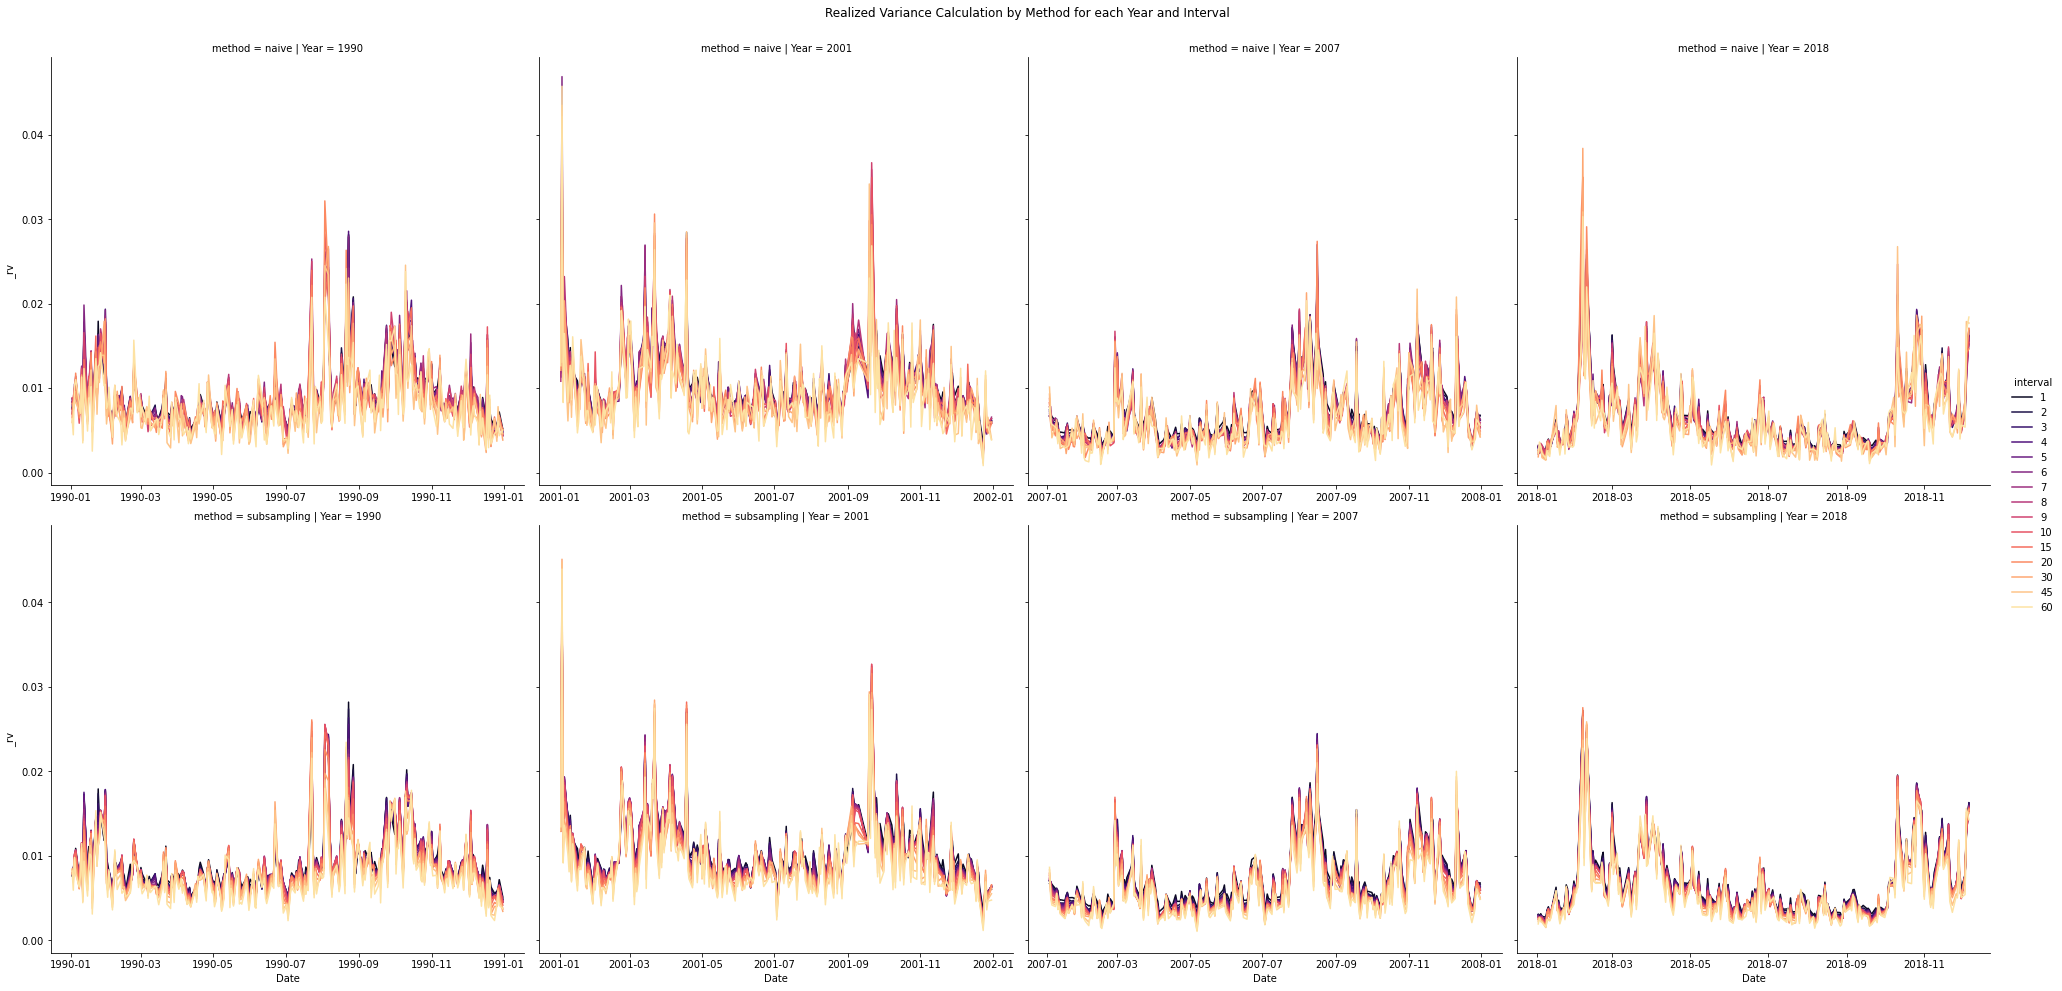 Realized Variance Calculation by Method for each Year and Interval
method = naive | Year = 1990
method = naive | Year = 2001
method = naive | Year = 2007
method = naive | Year = 2018
_rv
0.04
0.03
0.02
0.01
0.00
1990-01 1990-03 1990-05 1990-07 1990-09 1990-11 1991-01
2001-01 2001-03 2001-05 2001-07 2001-09 2001-11 2002-01
2007-01 2007-03 2007-05 2007-07 2007-09 2007-11 2008-01
2018-01 2018-03 2018-05 2018-07 2018-09 2018-11
method = subsampling | Year = 1990
method = subsampling | Year = 2001
method = subsampling | Year = 2007
method = subsampling | Year = 2018
_rv
0.04
0.03
0.02
0.01
0.00
1990-01 1990-03 1990-05 1990-07 1990-09 1990-11 1991-01
2001-01 2001-03 2001-05 2001-07 2001-09 2001-11 2002-01
2007-01 2007-03 2007-05 2007-07 2007-09 2007-11 2008-01
2018-01 2018-03 2018-05 2018-07 2018-09 2018-11
Date
Date
Date
Date
interval
1
2
3
4
5
6
7
8
9
10
15
20
30
45
60